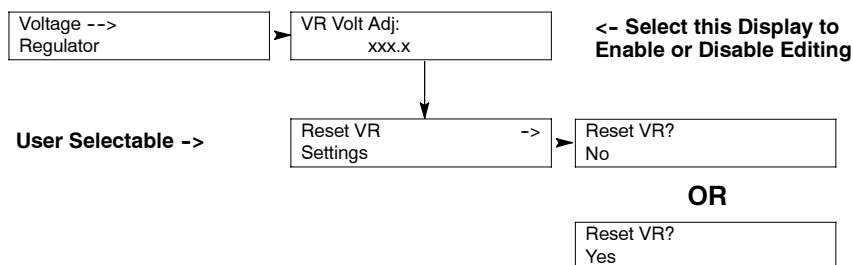 Voltage -->
Regulator
VR Volt Adj:
xxx.x
<- Select this Display to
Enable or Disable Editing
User Selectable ->
Reset VR ->
Settings
Reset VR?
No
OR
Reset VR?
Yes